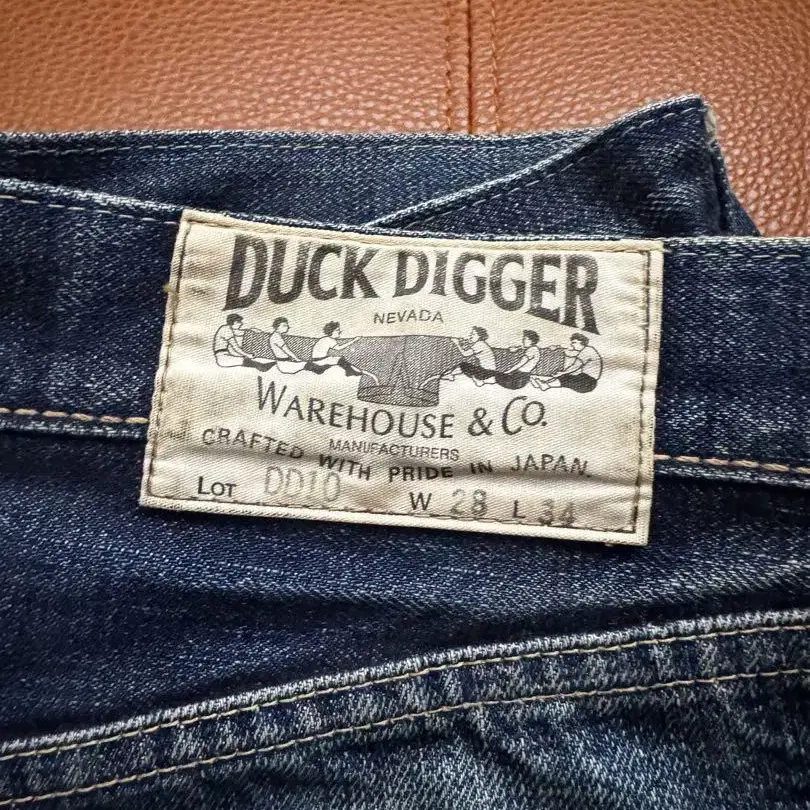 DUCK DIGGER
NEVADA
WAREHOUSE & CO.
MANUFACTURERS
CRAFTED WITH PRIDE IN JAPAN.
LOT DD10 W 28 L 34